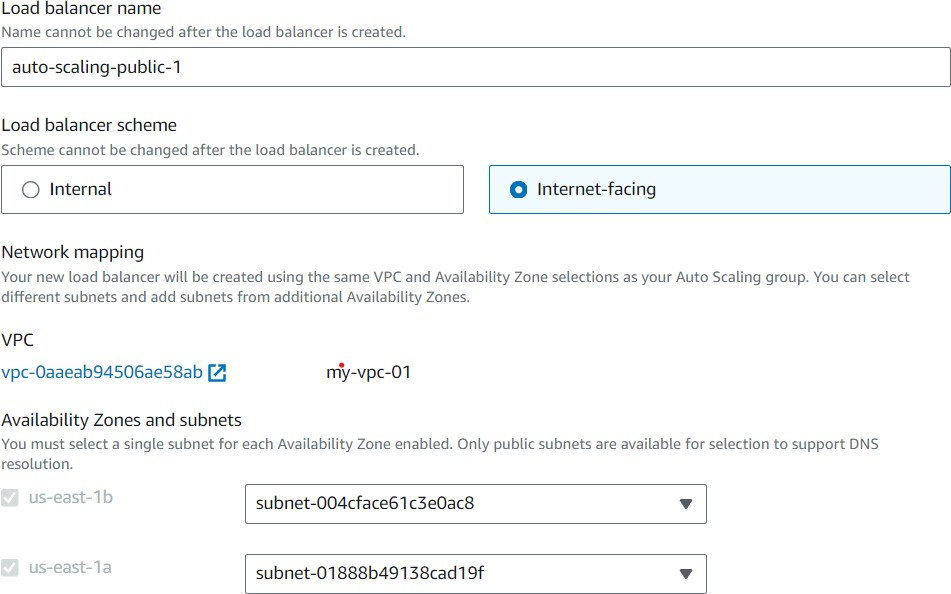 Load balancer name
Name cannot be changed after the load balancer is created.
auto-scaling-public-1
Load balancer scheme
Scheme cannot be changed after the load balancer is created.
Internal
Internet-facing
Network mapping
Your new load balancer will be created using the same VPC and Availability Zone selections as your Auto Scaling group. You can select
different subnets and add subnets from additional Availability Zones.
VPC
vpc-0aaeab94506ae58ab
my-vpc-01
Availability Zones and subnets
You must select a single subnet for each Availability Zone enabled. Only public subnets are available for selection to support DNS
resolution.
us-east-1b
subnet-004cface61c3e0ac8
us-east-1a
subnet-01888b49138cad19f